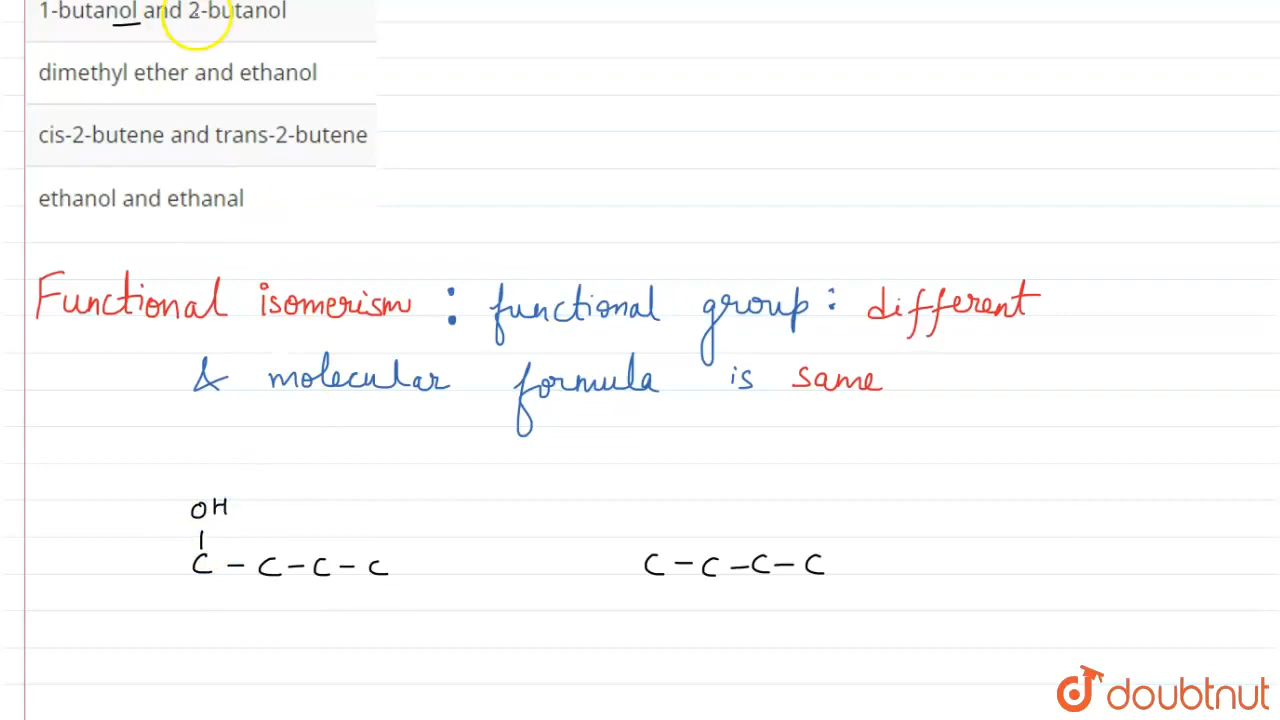 1-butanol and 2-butanol
dimethyl ether and ethanol
cis-2-butene and trans-2-butene
ethanol and ethanal
Functional isomerism : functional group : different
& molecular formula is same
OH
C - C - C - C
C - C - C - C
doubtnut